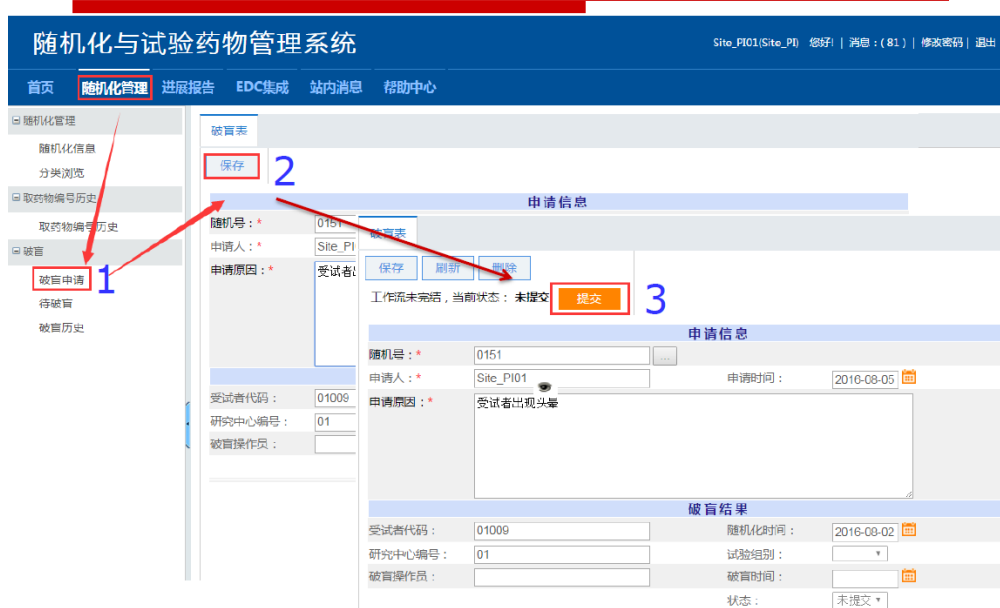 随机化与试验药物管理系统
Site_PI01(Site_PI) 您好! | 消息：( 81 ) | 修改密码 | 退出
首页 随机化管理 进展报告 EDC集成 站内消息 帮助中心
随机化管理
随机化信息
分类浏览
取药物编号历史
取药物编号历史
破盲
破盲申请 1
待破盲
破盲历史
破盲表
保存 2
申请信息
随机号：* 0151
申请人：* Site_PI
申请原因：* 受试者
受试者代码： 01009
研究中心编号： 01
破盲操作员：
破盲表
保存 刷新 删除
工作流未完结，当前状态： 未提交 提交 3
申请信息
随机号：* 0151 ...
申请人：* Site_PI01 申请时间： 2016-08-05
申请原因：* 受试者出现头晕
破盲结果
受试者代码： 01009 随机化时间： 2016-08-02
研究中心编号： 01 试验组别：
破盲操作员： 破盲时间：
状态： 未提交